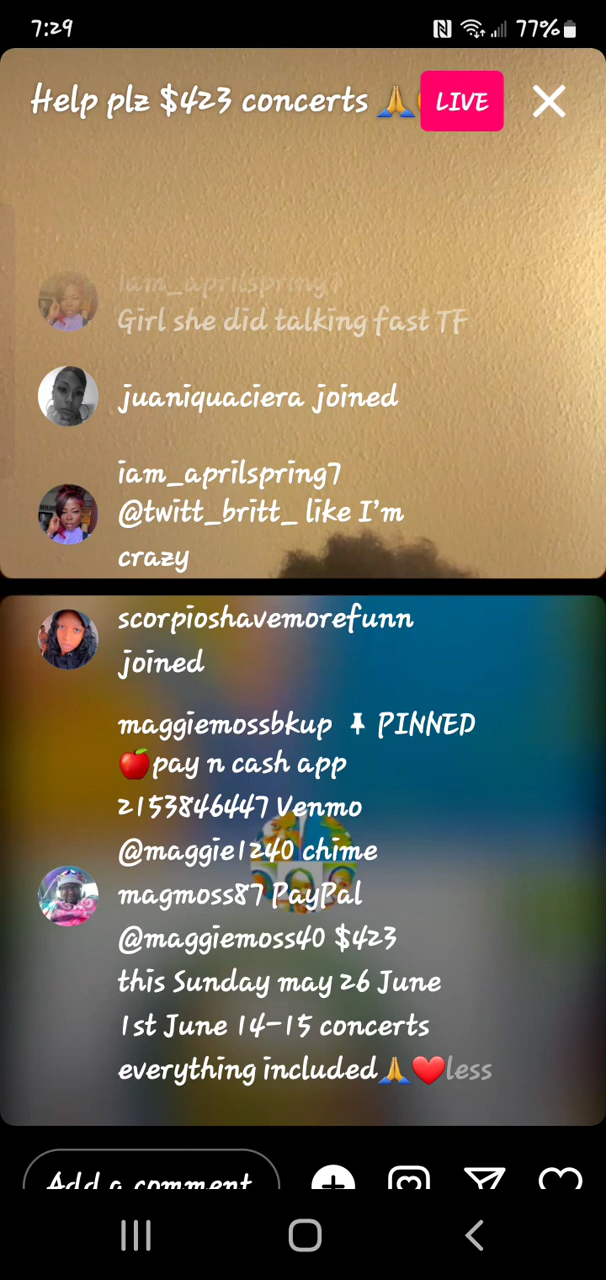 7:29 77%
Help plz $423 concerts 🙏 LIVE
iam_aprilspring7
Girl she did talking fast TF
juaniquaciera joined
iam_aprilspring7
@twitt_britt_ like I'm
crazy
scorpioshavemorefunn
joined
maggiemossbkup 📌 PINNED
🍎pay n cash app
2153846447 Venmo
@maggie1240 chime
magmoss87 PayPal
@maggiemoss40 $423
this Sunday may 26 June
1st June 14-15 concerts
everything included🙏❤️less
Add a comment